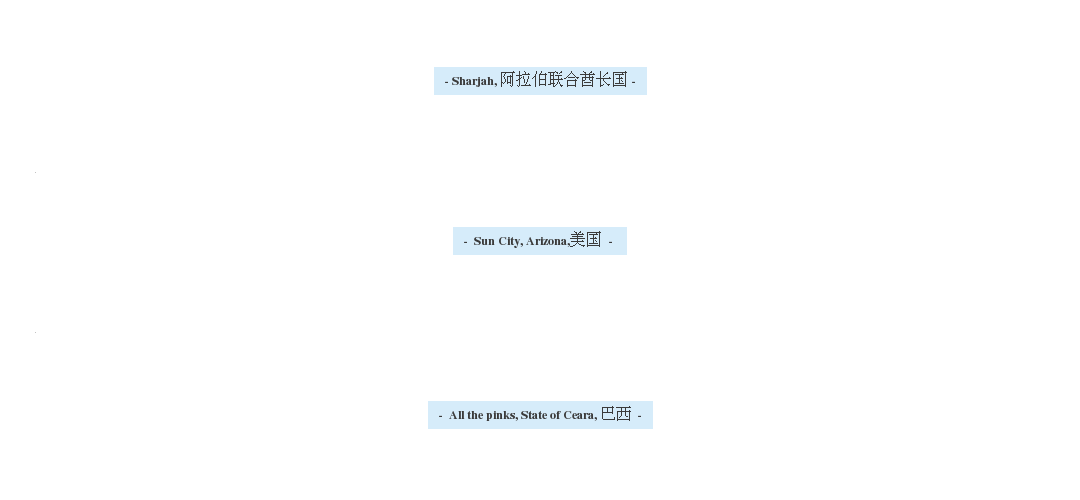 - Sharjah, 阿拉伯联合酋长国 -
- Sun City, Arizona,美国 -
- All the pinks, State of Ceara, 巴西 -